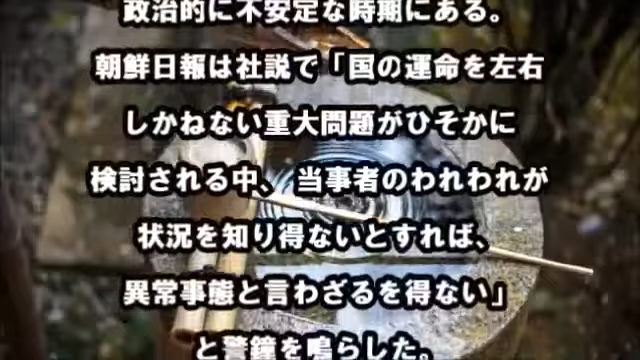 政治的に不安定な時期にある。
朝鮮日報は社説で「国の運命を左右
しかねない重大問題がひそかに
検討される中、当事者のわれわれが
状況を知り得ないとすれば、
異常事態と言わざるを得ない」
と警鐘を鳴らした。